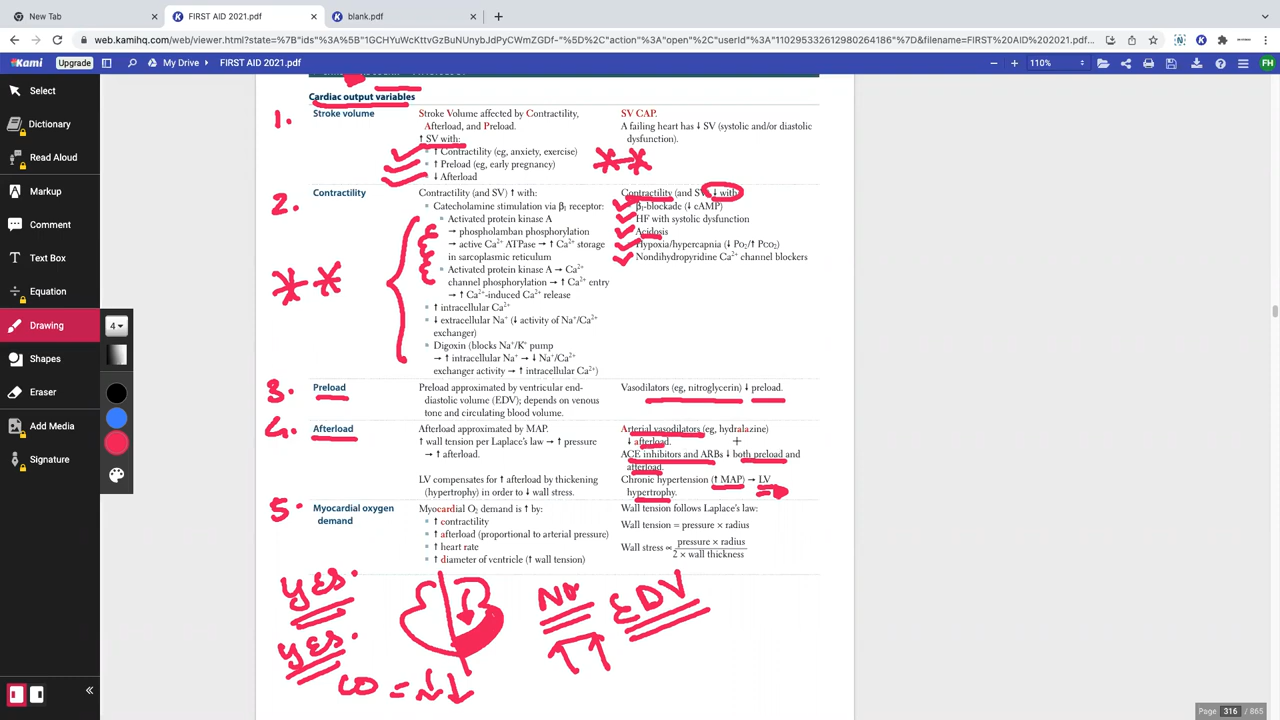 New Tab
FIRST AID 2021.pdf
blank.pdf
web.kamihq.com/web/viewer.html?state=%7B"ids"%3A%5B"1GCHYuWcKttvGzBuNUnybJdPyCWmZGDf-"%5D%2C"action"%3A"open"%2C"userId"%3A"110295332612980264186"%7D&filename=FIRST%20AID%202021.pdf...
Kami
Upgrade
My Drive
FIRST AID 2021.pdf
110%
FH
Select
Dictionary
Read Aloud
Markup
Comment
Text Box
Equation
Drawing
Shapes
Eraser
Add Media
Signature
4
Cardiac output variables
1.
Stroke volume
Stroke Volume affected by Contractility,
Afterload, and Preload.
↑ SV with:
↑ Contractility (eg, anxiety, exercise)
↑ Preload (eg, early pregnancy)
↓ Afterload
SV CAP.
A failing heart has ↓ SV (systolic and/or diastolic
dysfunction).
2.
Contractility
Contractility (and SV) ↑ with:
Catecholamine stimulation via β1 receptor:
Activated protein kinase A
→ phospholamban phosphorylation
→ active Ca2+ ATPase → ↑ Ca2+ storage
in sarcoplasmic reticulum
Activated protein kinase A → Ca2+
channel phosphorylation → ↑ Ca2+ entry
→ ↑ Ca2+-induced Ca2+ release
↑ intracellular Ca2+
↓ extracellular Na+ (↓ activity of Na+/Ca2+
exchanger)
Digoxin (blocks Na+/K+ pump
→ ↑ intracellular Na+ → ↓ Na+/Ca2+
exchanger activity → ↑ intracellular Ca2+)
Contractility (and SV) ↓ with:
β1-blockade (↓ cAMP)
HF with systolic dysfunction
Acidosis
Hypoxia/hypercapnia (↓ PO2/↑ PCO2)
Nondihydropyridine Ca2+ channel blockers
3.
Preload
Preload approximated by ventricular end-
diastolic volume (EDV); depends on venous
tone and circulating blood volume.
Vasodilators (eg, nitroglycerin) ↓ preload.
4.
Afterload
Afterload approximated by MAP.
↑ wall tension per Laplace's law → ↑ pressure
→ ↑ afterload.
LV compensates for ↑ afterload by thickening
(hypertrophy) in order to ↓ wall stress.
Arterial vasodilators (eg, hydralazine)
↓ afterload.
+
ACE inhibitors and ARBs ↓ both preload and
afterload.
Chronic hypertension (↑ MAP) → LV
hypertrophy.
5.
Myocardial oxygen
demand
Myocardial O2 demand is ↑ by:
↑ contractility
↑ afterload (proportional to arterial pressure)
↑ heart rate
↑ diameter of ventricle (↑ wall tension)
Wall tension follows Laplace's law:
Wall tension = pressure × radius
Wall stress ∝ pressure × radius
2 × wall thickness
YES.
YES.
EDV
CO = ↓
Page 316 / 865